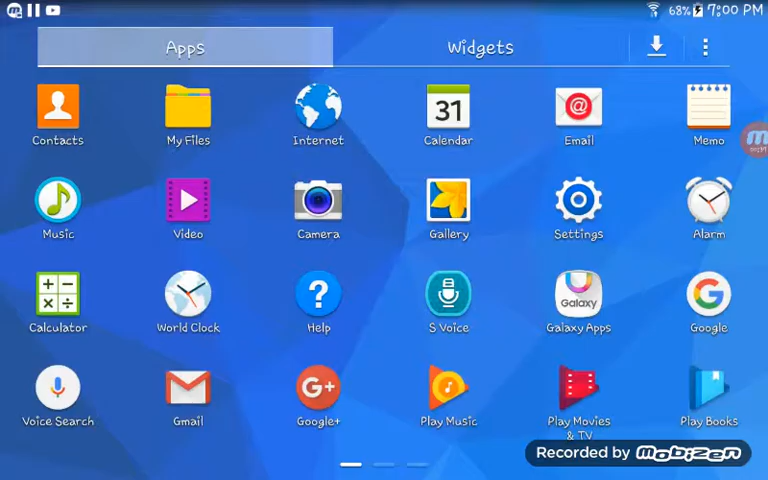 68% 7:00 PM
Apps Widgets
31
Contacts My Files Internet Calendar Email Memo
Music Video Camera Gallery Settings Alarm
Galaxy
Calculator World Clock Help S Voice Galaxy Apps Google
G+
Voice Search Gmail Google+ Play Music Play Movies & TV Play Books
Recorded by mobizen